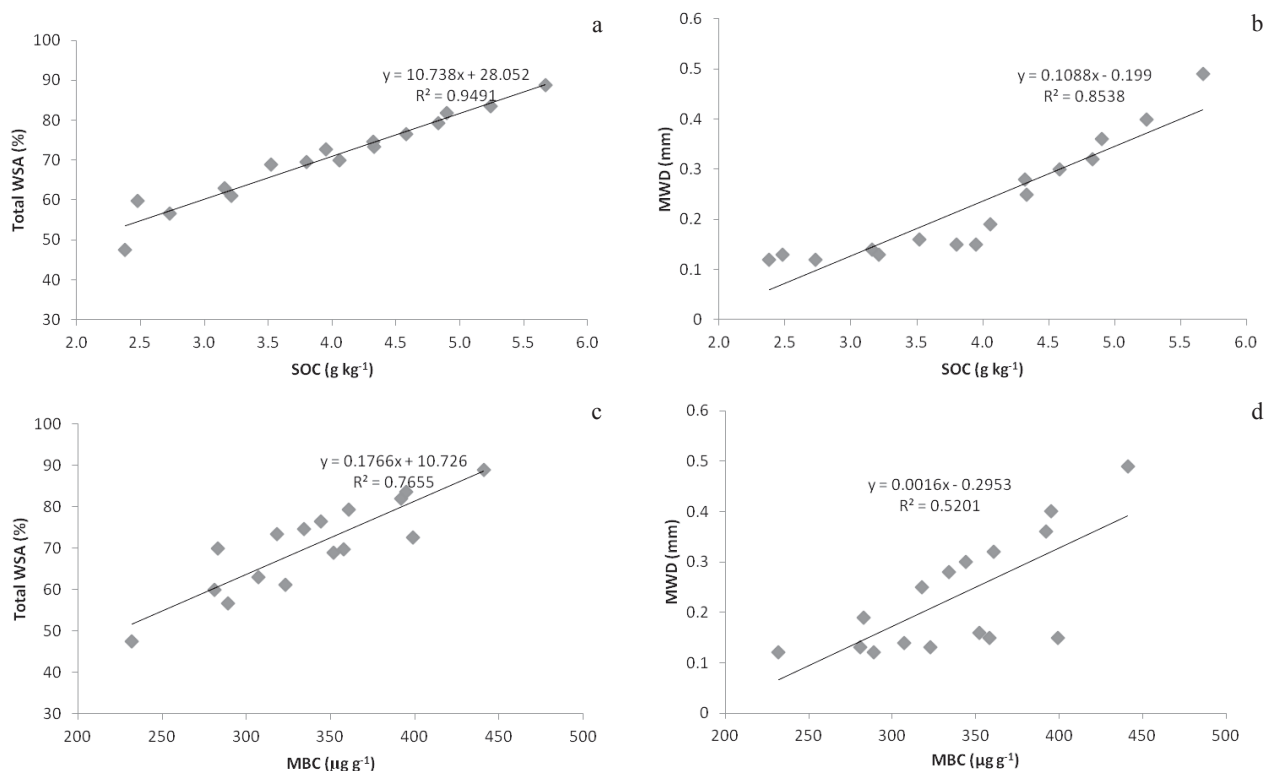 a
100
90
80
70
60
50
40
30
Total WSA (%)
y = 10.738x + 28.052
R² = 0.9491
2.0 2.5 3.0 3.5 4.0 4.5 5.0 5.5 6.0
SOC (g kg⁻¹)
b
0.6
0.5
0.4
0.3
0.2
0.1
0
MWD (mm)
y = 0.1088x - 0.199
R² = 0.8538
2.0 2.5 3.0 3.5 4.0 4.5 5.0 5.5 6.0
SOC (g kg⁻¹)
c
100
90
80
70
60
50
40
30
Total WSA (%)
y = 0.1766x + 10.726
R² = 0.7655
200 250 300 350 400 450 500
MBC (µg g⁻¹)
d
0.6
0.5
0.4
0.3
0.2
0.1
0
MWD (mm)
y = 0.0016x - 0.2953
R² = 0.5201
200 250 300 350 400 450 500
MBC (µg g⁻¹)